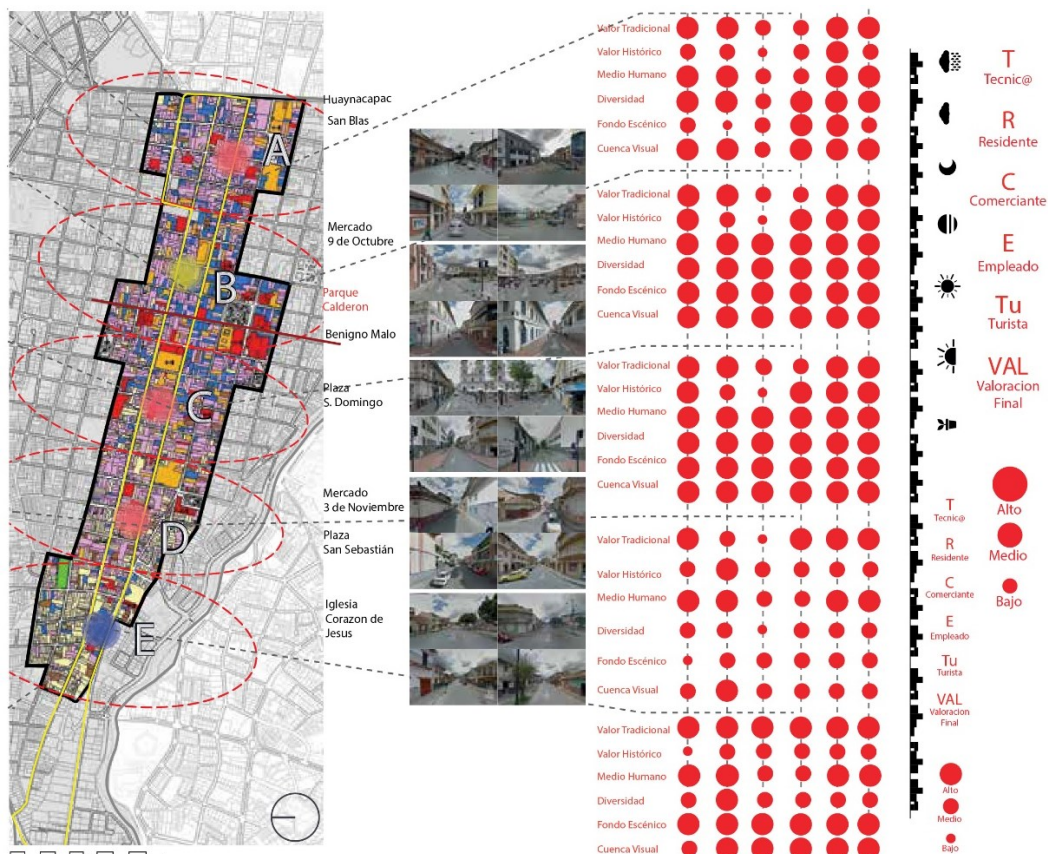 Huaynacapac
San Blas
A
Mercado
9 de Octubre
B
Parque
Calderon
Benigno Malo
Plaza
S. Domingo
C
Mercado
3 de Noviembre
D
Plaza
San Sebastián
Iglesia
Corazon de
Jesus
E
Valor Tradicional
Valor Histórico
Medio Humano
Diversidad
Fondo Escénico
Cuenca Visual
Valor Tradicional
Valor Histórico
Medio Humano
Diversidad
Fondo Escénico
Cuenca Visual
Valor Tradicional
Valor Histórico
Medio Humano
Diversidad
Fondo Escénico
Cuenca Visual
Valor Tradicional
Valor Histórico
Medio Humano
Diversidad
Fondo Escénico
Cuenca Visual
Valor Tradicional
Valor Histórico
Medio Humano
Diversidad
Fondo Escénico
Cuenca Visual
T
Tecnic@
R
Residente
C
Comerciante
E
Empleado
Tu
Turista
VAL
Valoracion
Final
Alto
Medio
Bajo
T
Tecnic@
R
Residente
C
Comerciante
E
Empleado
Tu
Turista
VAL
Valoracion
Final
Alto
Medio
Bajo